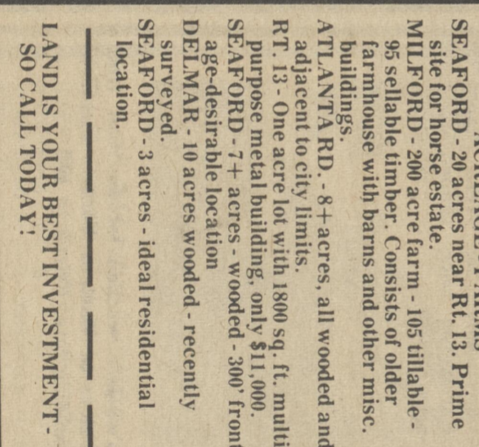 ACREAGE - FARMS
SEAFORD - 20 acres near Rt. 13. Prime
site for horse estate.
MILFORD - 200 acre farm - 105 tillable -
95 sellable timber. Consists of older
farmhouse with barns and other misc.
buildings.
ATLANTA RD. - 8+ acres, all wooded and
adjacent to city limits.
RT. 13 - One acre lot with 1800 sq. ft. multi
purpose metal building, only $11,000.
SEAFORD - 7+ acres - wooded - 300' front
age-desirable location
DELMAR - 10 acres wooded - recently
surveyed.
SEAFORD - 3 acres - ideal residential
location.
LAND IS YOUR BEST INVESTMENT -
SO CALL TODAY!